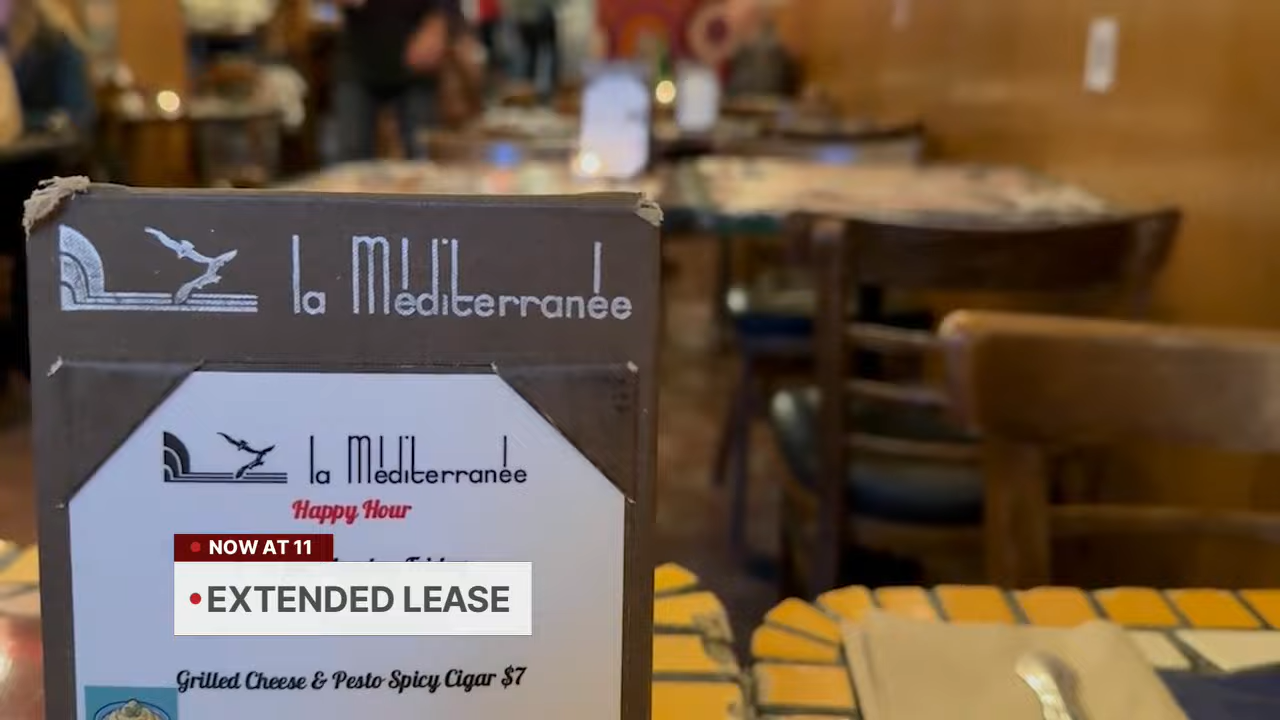 la Méditerranée
la Méditerranée
Happy Hour
NOW AT 11
EXTENDED LEASE
Grilled Cheese & Pesto Spicy Cigar $7